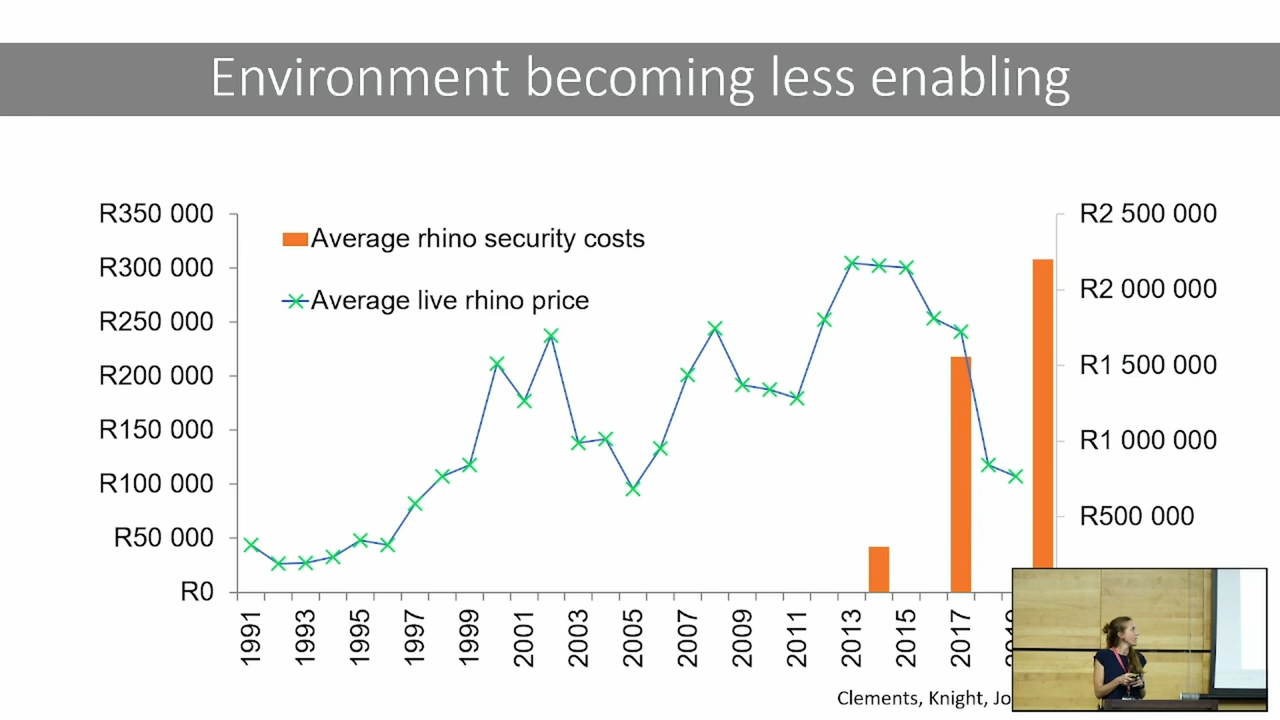 Environment becoming less enabling
R350 000
R300 000
R250 000
R200 000
R150 000
R100 000
R50 000
R0
Average rhino security costs
Average live rhino price
R2 500 000
R2 000 000
R1 500 000
R1 000 000
R500 000
1991
1993
1995
1997
1999
2001
2003
2005
2007
2009
2011
2013
2015
2017
Clements, Knight,